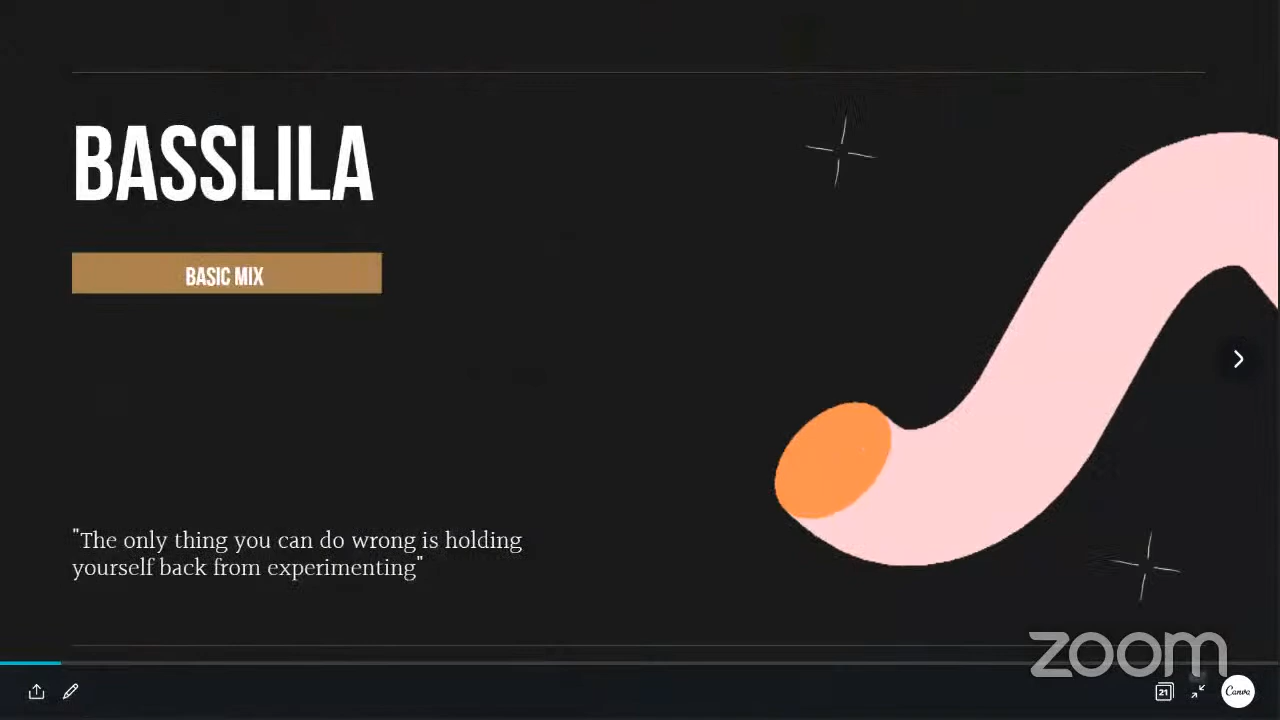 BASSLILA
BASIC MIX
"The only thing you can do wrong is holding
yourself back from experimenting"
zoom
21
Canva